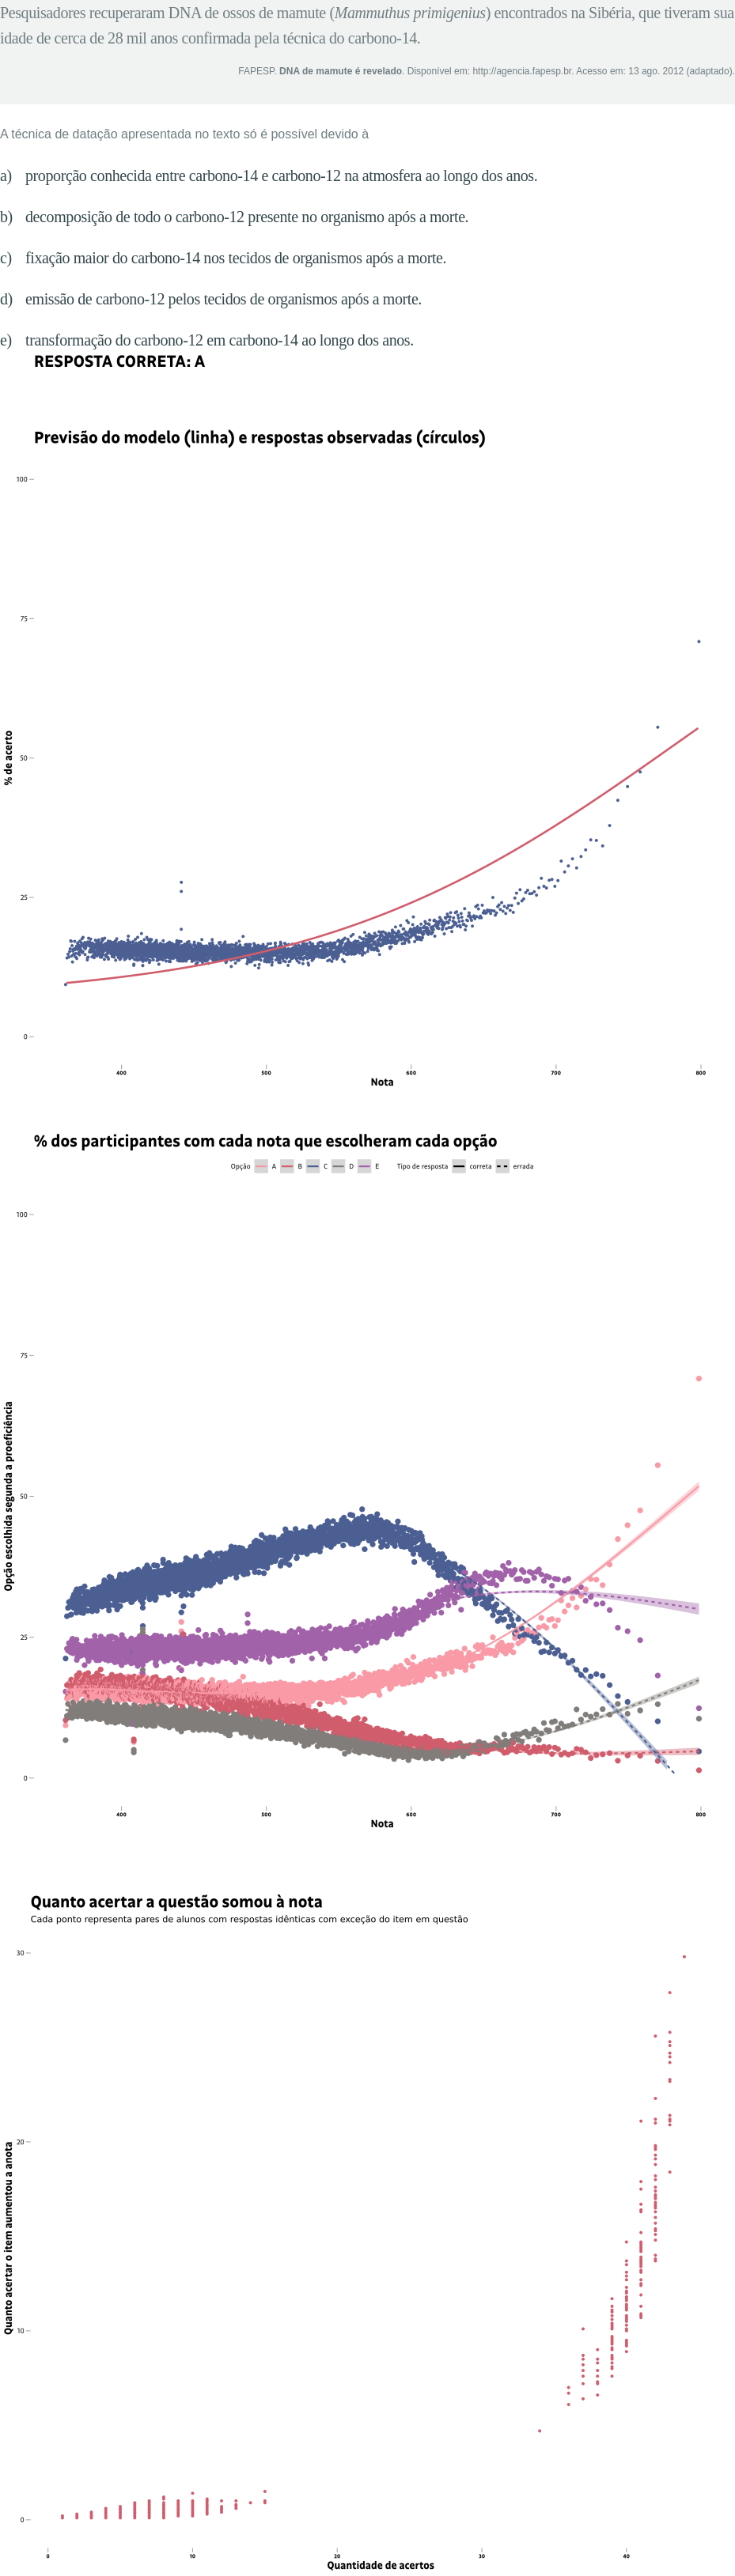 Pesquisadores recuperaram DNA de ossos de mamute (Mammuthus primigenius) encontrados na Sibéria, que tiveram sua
idade de cerca de 28 mil anos confirmada pela técnica do carbono-14.
FAPESP. DNA de mamute é revelado. Disponível em: http://agencia.fapesp.br. Acesso em: 13 ago. 2012 (adaptado).
A técnica de datação apresentada no texto só é possível devido à
a) proporção conhecida entre carbono-14 e carbono-12 na atmosfera ao longo dos anos.
b) decomposição de todo o carbono-12 presente no organismo após a morte.
c) fixação maior do carbono-14 nos tecidos de organismos após a morte.
d) emissão de carbono-12 pelos tecidos de organismos após a morte.
e) transformação do carbono-12 em carbono-14 ao longo dos anos.
RESPOSTA CORRETA: A
Previsão do modelo (linha) e respostas observadas (círculos)
100
75
50
25
0
% de acerto
400 500 600 700 800
Nota
% dos participantes com cada nota que escolheram cada opção
Opção A B C D E Tipo de resposta correta errada
100
75
50
25
0
Opção escolhida segunda a proeficiência
400 500 600 700 800
Nota
Quanto acertar a questão somou à nota
Cada ponto representa pares de alunos com respostas idênticas com exceção do item em questão
30
20
10
0
Quanto acertar o item aumentou a anota
0 10 20 30 40
Quantidade de acertos